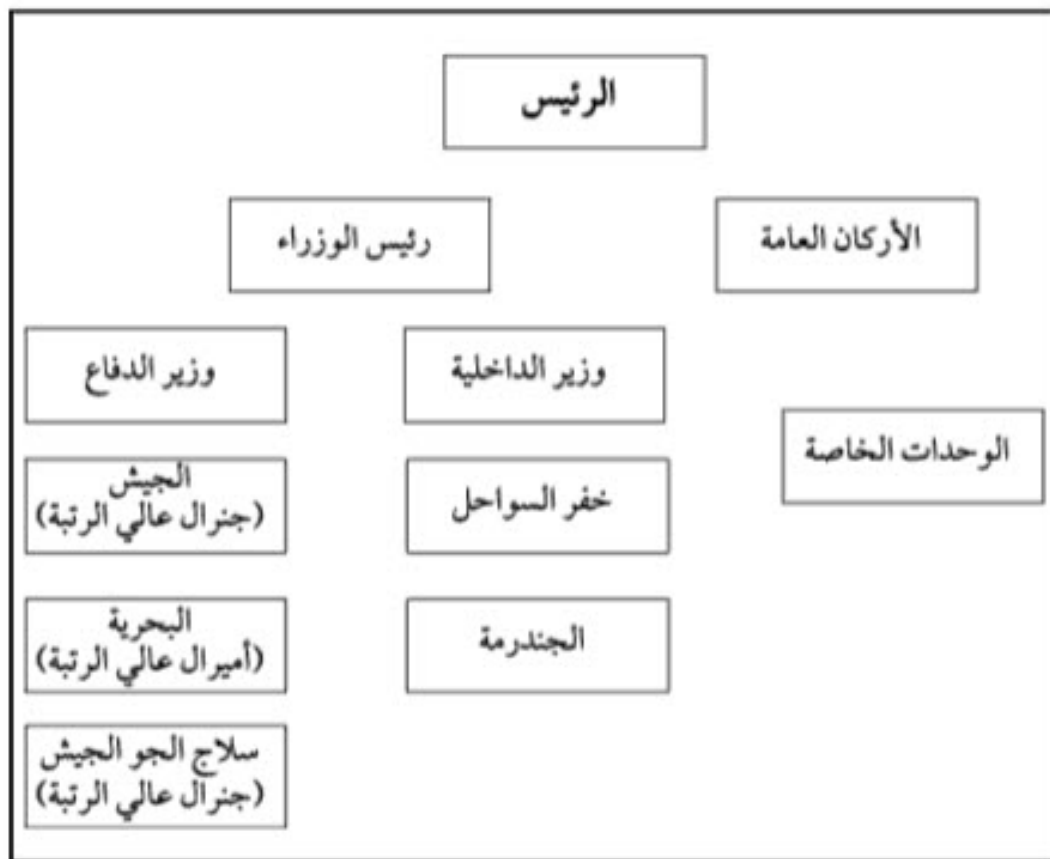 الرئيس
الأركان العامة
رئيس الوزراء
وزير الداخلية
وزير الدفاع
الوحدات الخاصة
خفر السواحل
الجيش
(جنرال عالي الرتبة)
الجندرمة
البحرية
(أميرال عالي الرتبة)
سلاح الجو الجيش
(جنرال عالي الرتبة)